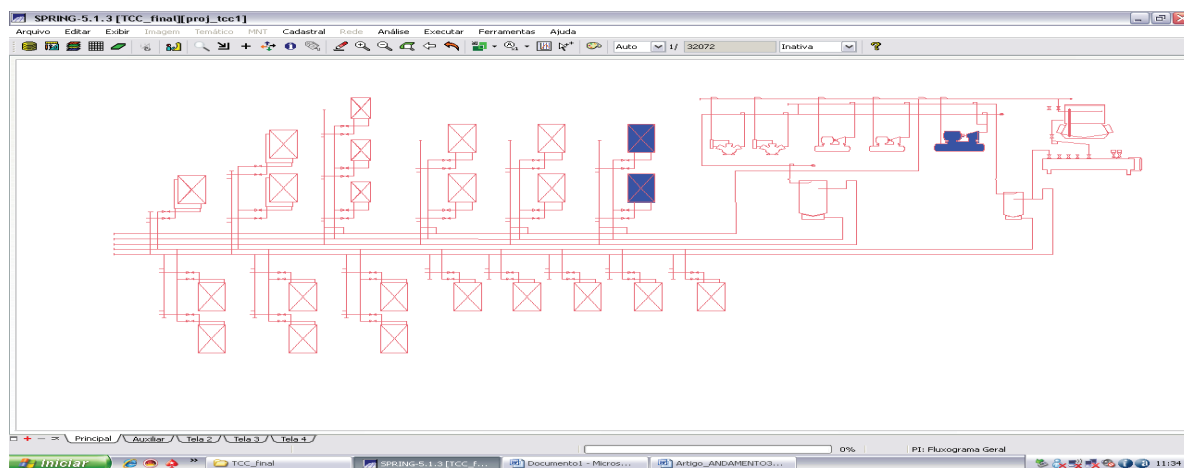 SPRING-5.1.3 [TCC_final][proj_tcc1]
Arquivo Editar Exibir Imagem Temático MNT Cadastral Rede Análise Executar Ferramentas Ajuda
Auto 1/ 32072 Inativa
Principal Auxiliar Tela 2 Tela 3 Tela 4
0% PI: Fluxograma Geral
Iniciar TCC_final SPRING-5.1.3 [TCC_f... Documento1 - Micros... Artigo_ANDAMENTO3... 11:34